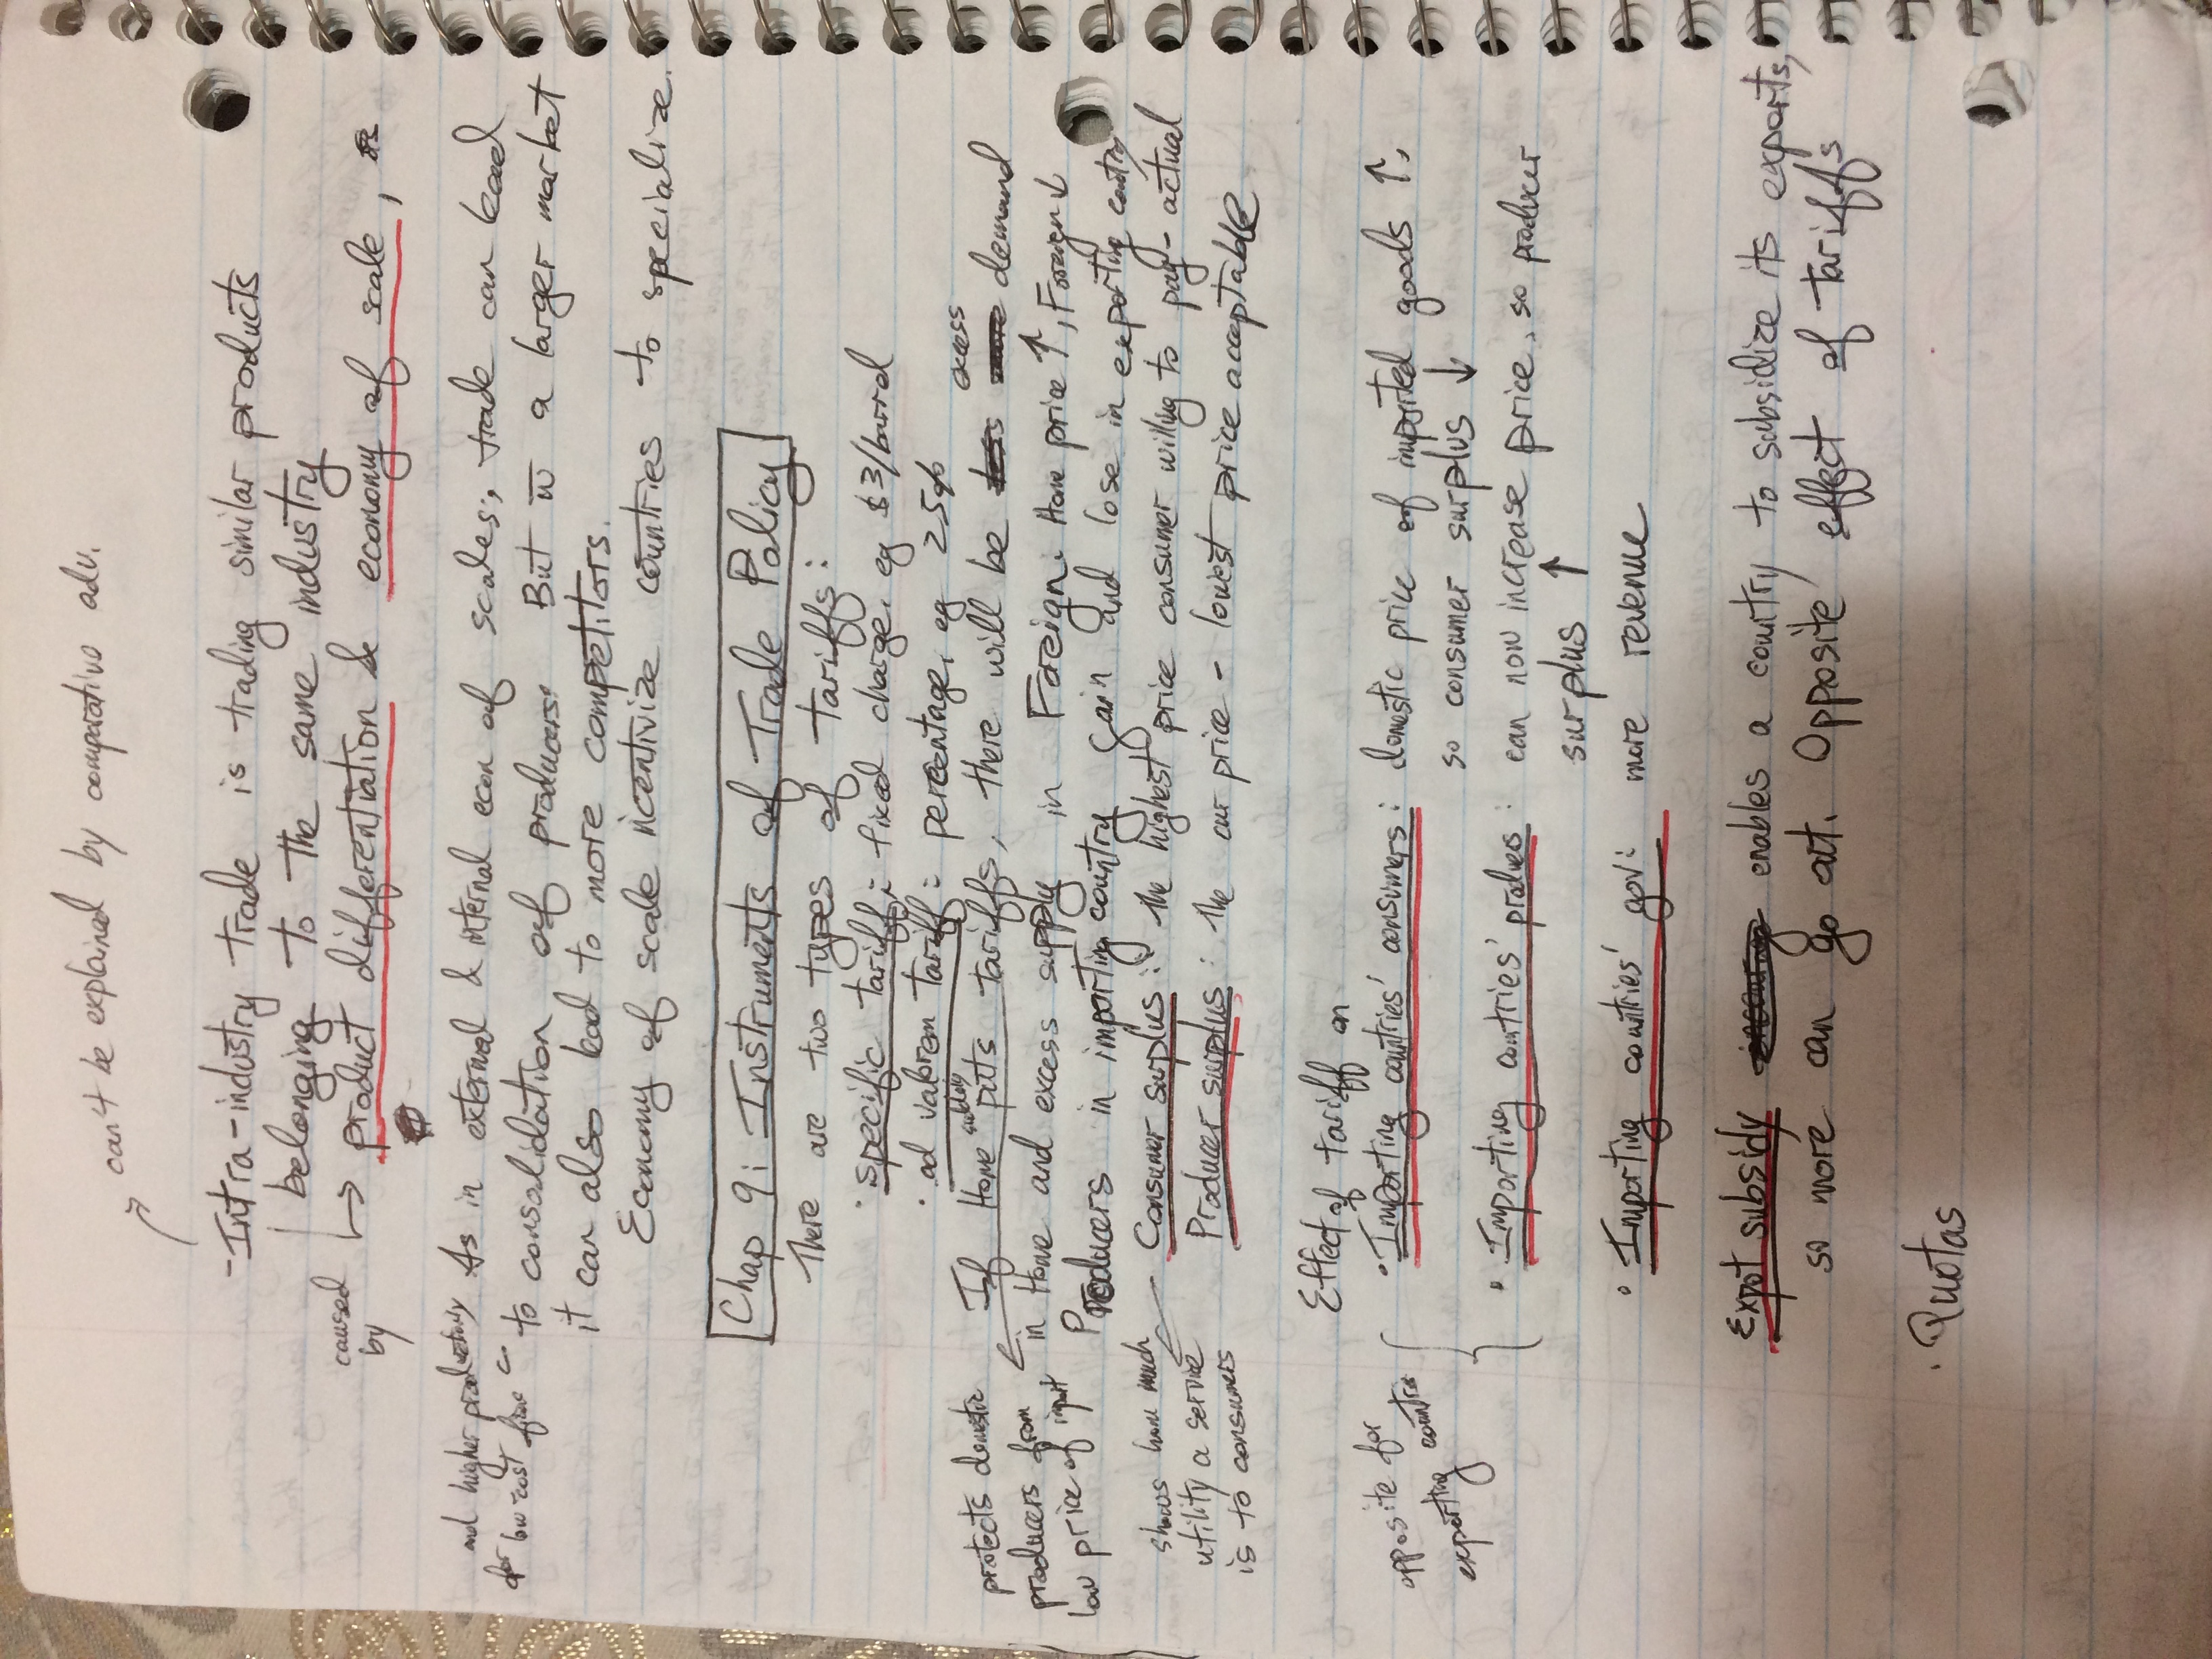 can't be explained by comparative adv.
-Intra-industry trade is trading similar products
belonging to the same industry
caused
by
product differentiation & economy of scale,
and higher productivity
for low-cost firms
As in external & internal econ of scales, trade can lead
to consolidation of producers. But in a larger market
it can also lead to more competitors.
Economy of scale incentivize countries to specialize.
Chap 9: Instruments of Trade Policy
There are two types of tariffs:
· specific tariff: fixed charge, eg $3/barrel
· ad valorem tariff: percentage, eg 25%
If Home suddenly puts tariffs, there will be excess demand
in Home and excess supply in Foreign. Home price ↑, Foreign ↓
protects domestic
producers from
low price of import
Producers in importing country gain and lose in exporting country
Consumer surplus: the highest price consumer willing to pay - actual
Producer surplus: the cur price - lowest price acceptable
shows how much
utility a service
is to consumers
Effect of tariff on
· Importing countries' consumers: domestic price of imported goods ↑,
so consumer surplus ↓
opposite for
exporting countries
· Importing countries' producers: can now increase price, so producer
surplus ↑
· Importing countries' gov: more revenue
Expot subsidy enables a country to subsidize its exports,
so more can go out. Opposite effect of tariffs
· Quotas